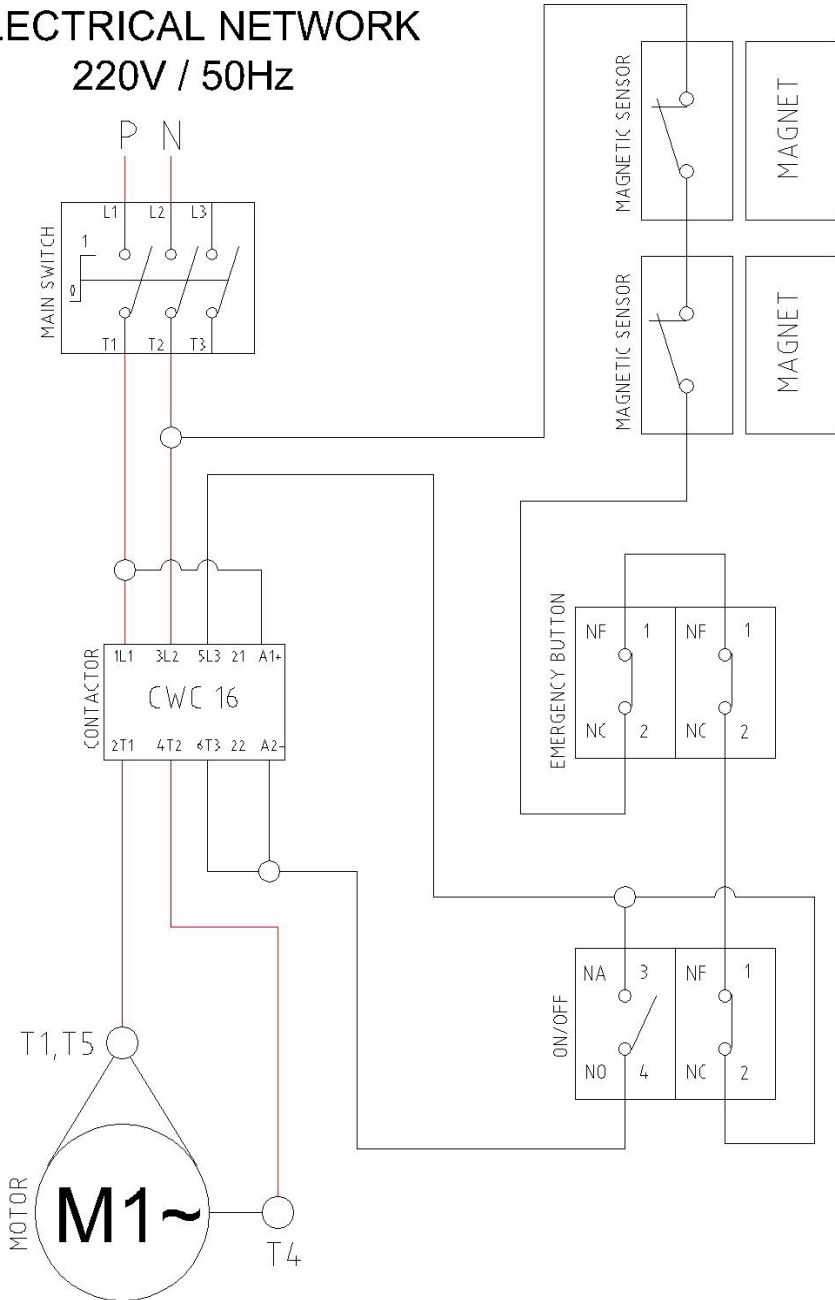 LECTRICAL NETWORK
220V / 50Hz
P N
MAIN SWITCH
L1 L2 L3
1
0
T1 T2 T3
MAGNETIC SENSOR
MAGNET
MAGNETIC SENSOR
MAGNET
CONTACTOR
1L1 3L2 5L3 21 A1+
CWC 16
2T1 4T2 6T3 22 A2-
EMERGENCY BUTTON
NF 1 NF 1
NC 2 NC 2
ON/OFF
NA 3 NF 1
NO 4 NC 2
T1,T5
MOTOR
M1~
T4